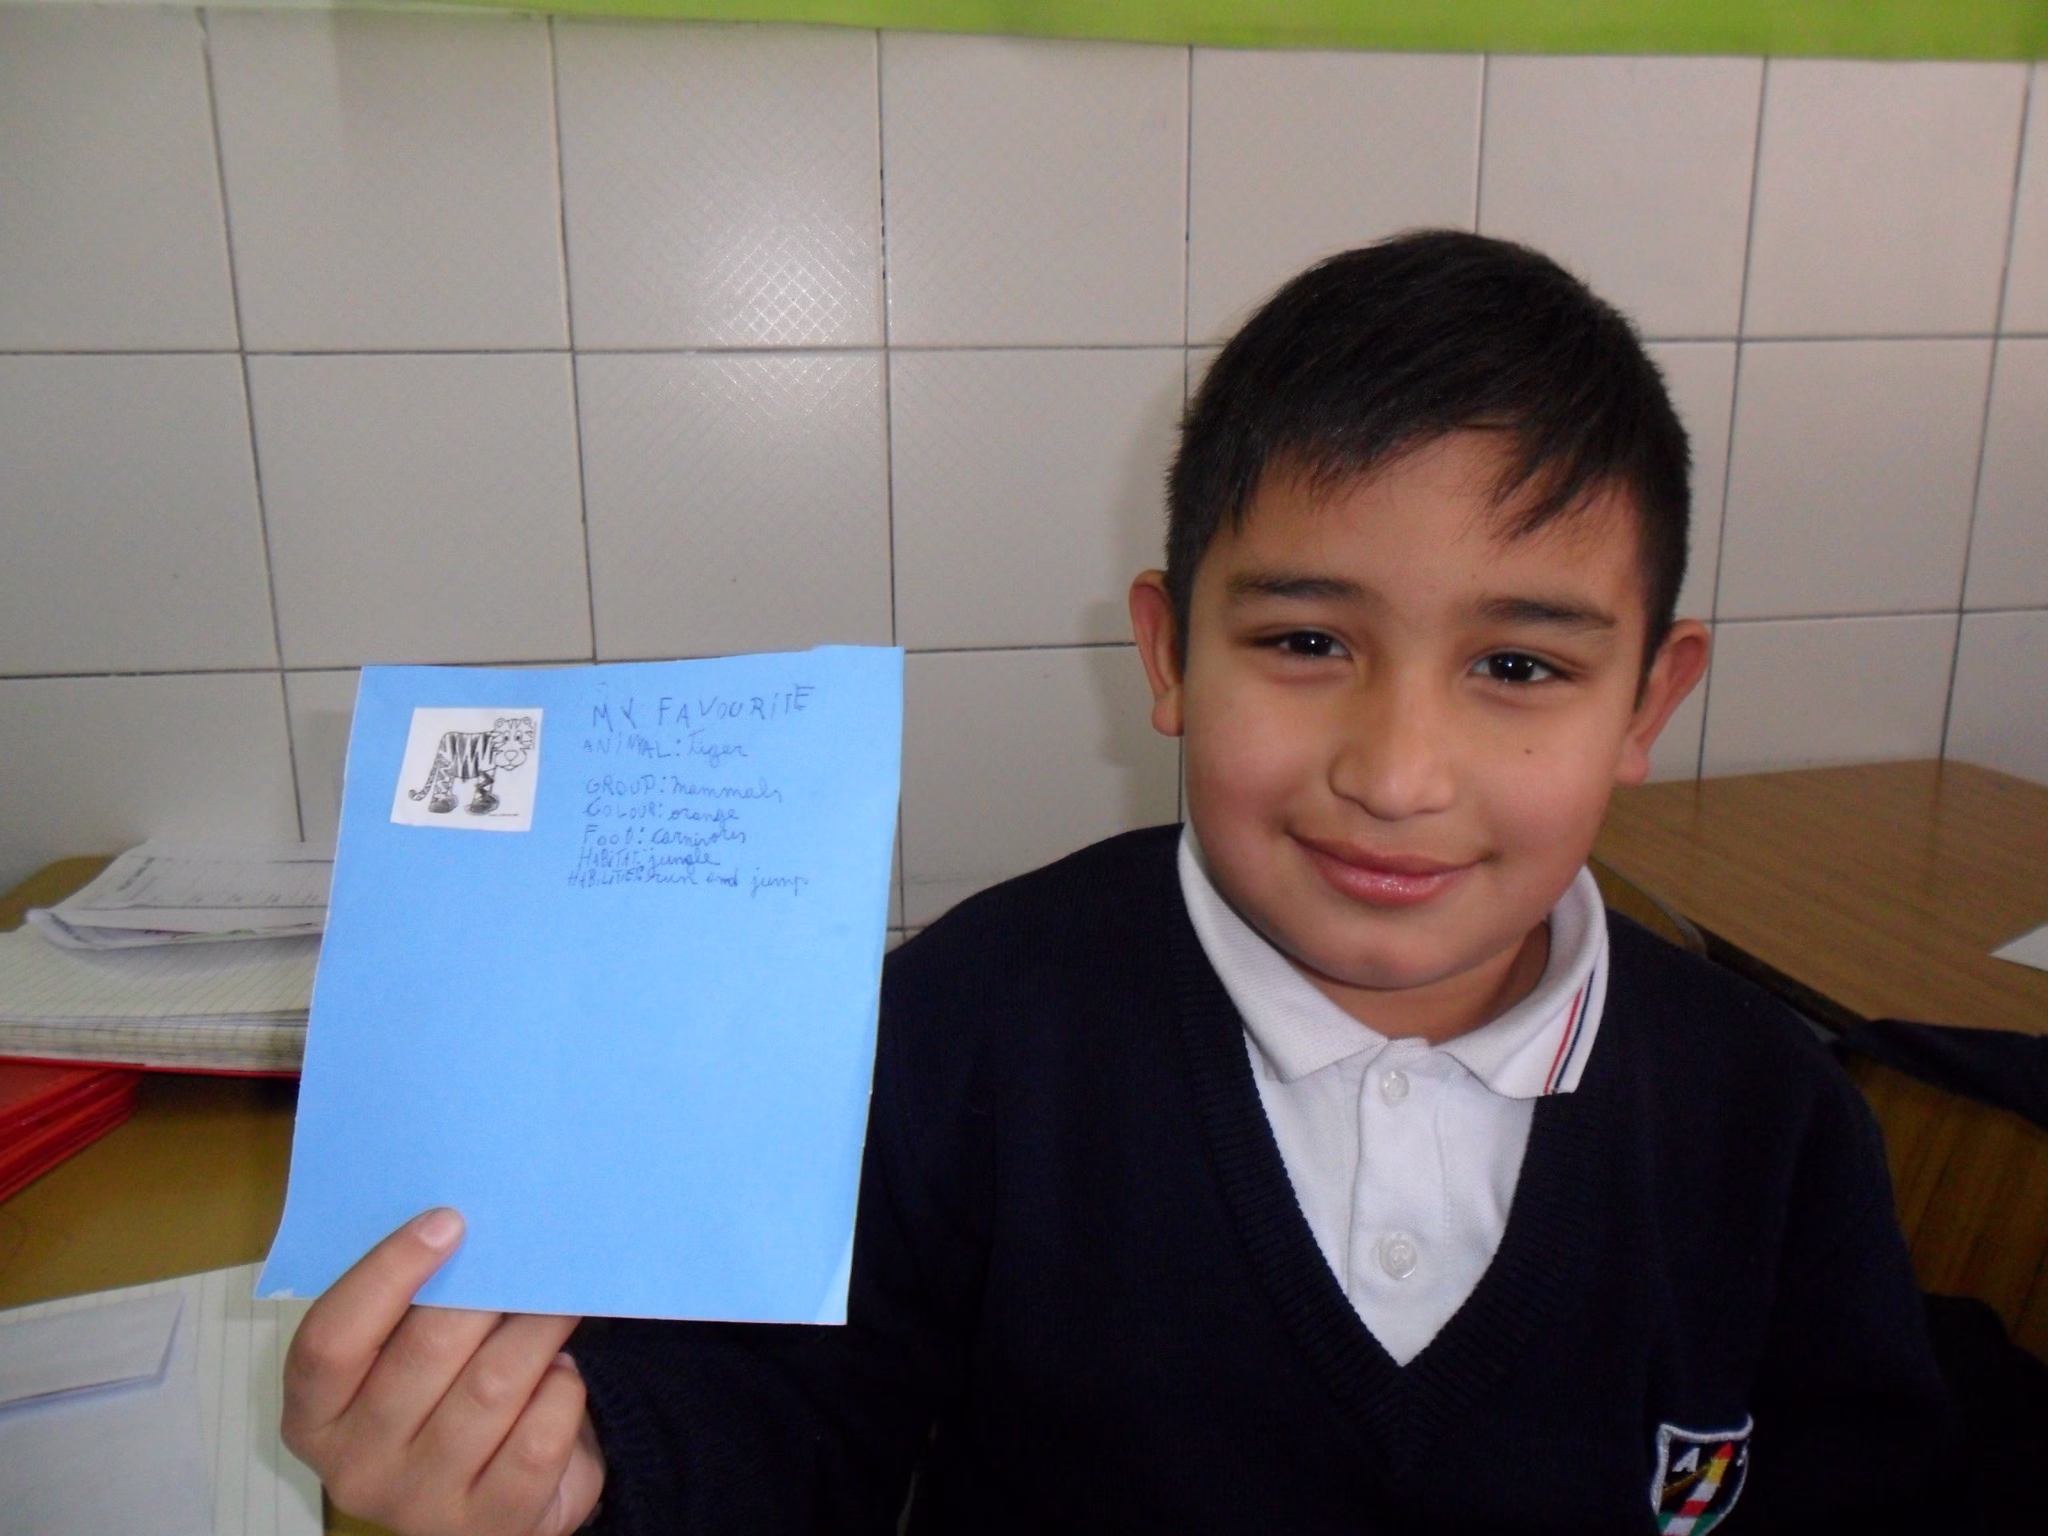 MY FAVOURITE
ANIMAL: tiger
GROUP: mammals
COLOUR: orange
FOOD: carnivores
HABITAT: jungle
HABILITIES: run and jump
A